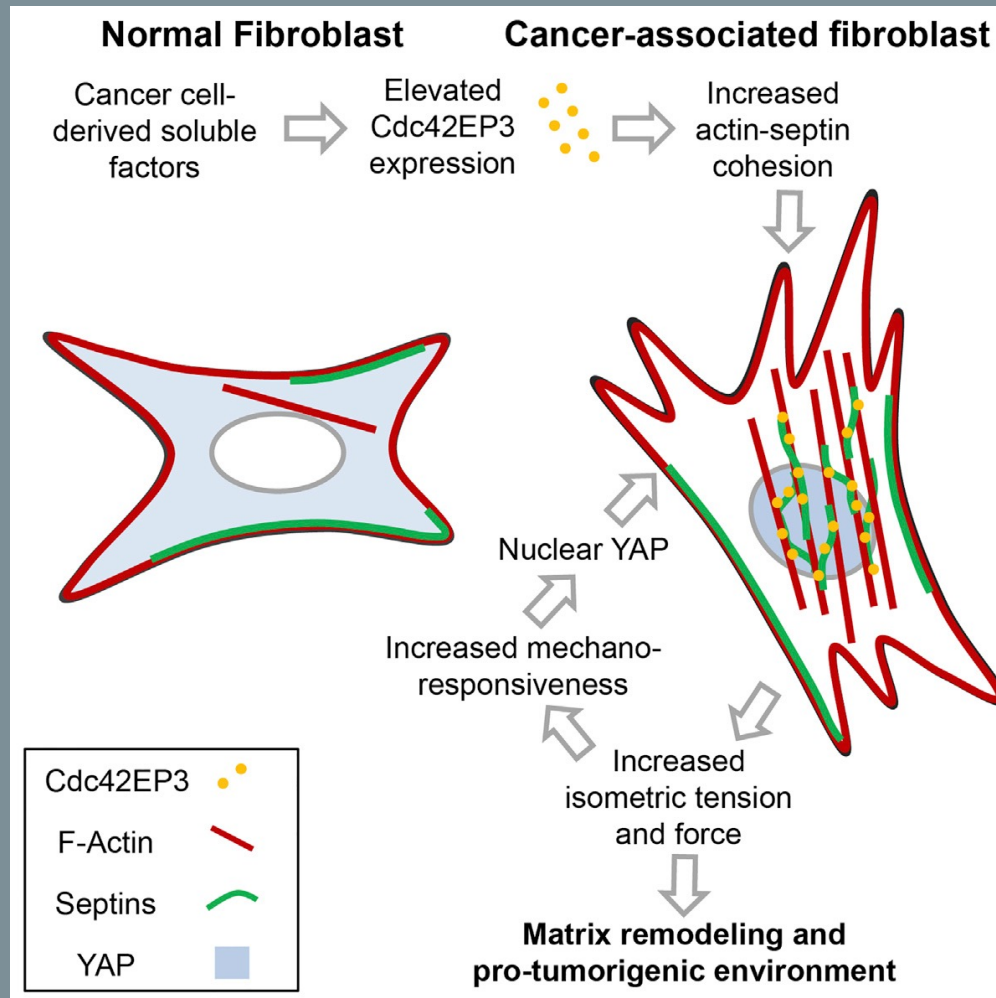 Normal Fibroblast
Cancer-associated fibroblast
Cancer cell-
derived soluble
factors
Elevated
Cdc42EP3
expression
Increased
actin-septin
cohesion
Nuclear YAP
Increased mechano-
responsiveness
Increased
isometric tension
and force
Matrix remodeling and
pro-tumorigenic environment
Cdc42EP3
F-Actin
Septins
YAP